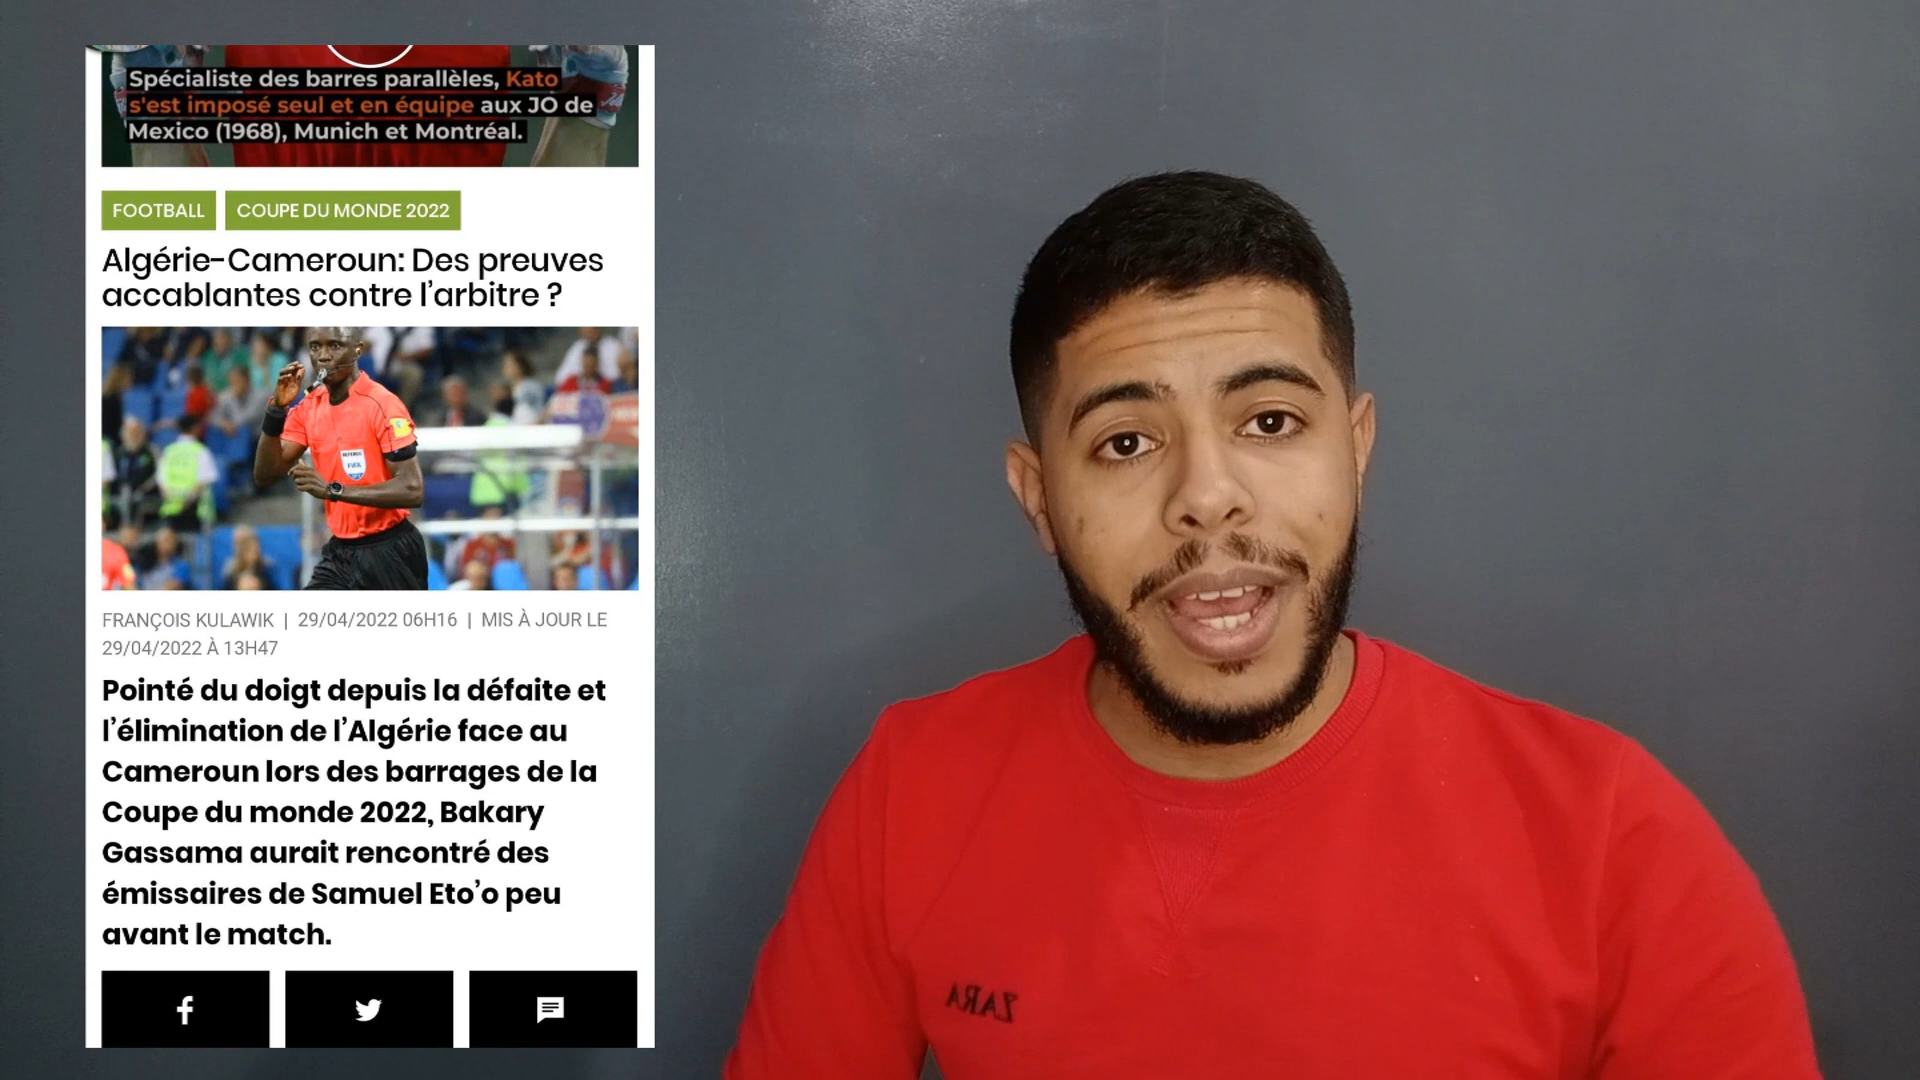 Spécialiste des barres parallèles, Kato
s'est imposé seul et en équipe aux JO de
Mexico (1968), Munich et Montréal.
FOOTBALL
COUPE DU MONDE 2022
Algérie-Cameroun: Des preuves
accablantes contre l'arbitre ?
REFEREE
FIFA
FRANÇOIS KULAWIK | 29/04/2022 06H16 | MIS À JOUR LE
29/04/2022 À 13H47
Pointé du doigt depuis la défaite et
l'élimination de l'Algérie face au
Cameroun lors des barrages de la
Coupe du monde 2022, Bakary
Gassama aurait rencontré des
émissaires de Samuel Eto'o peu
avant le match.
ZARA